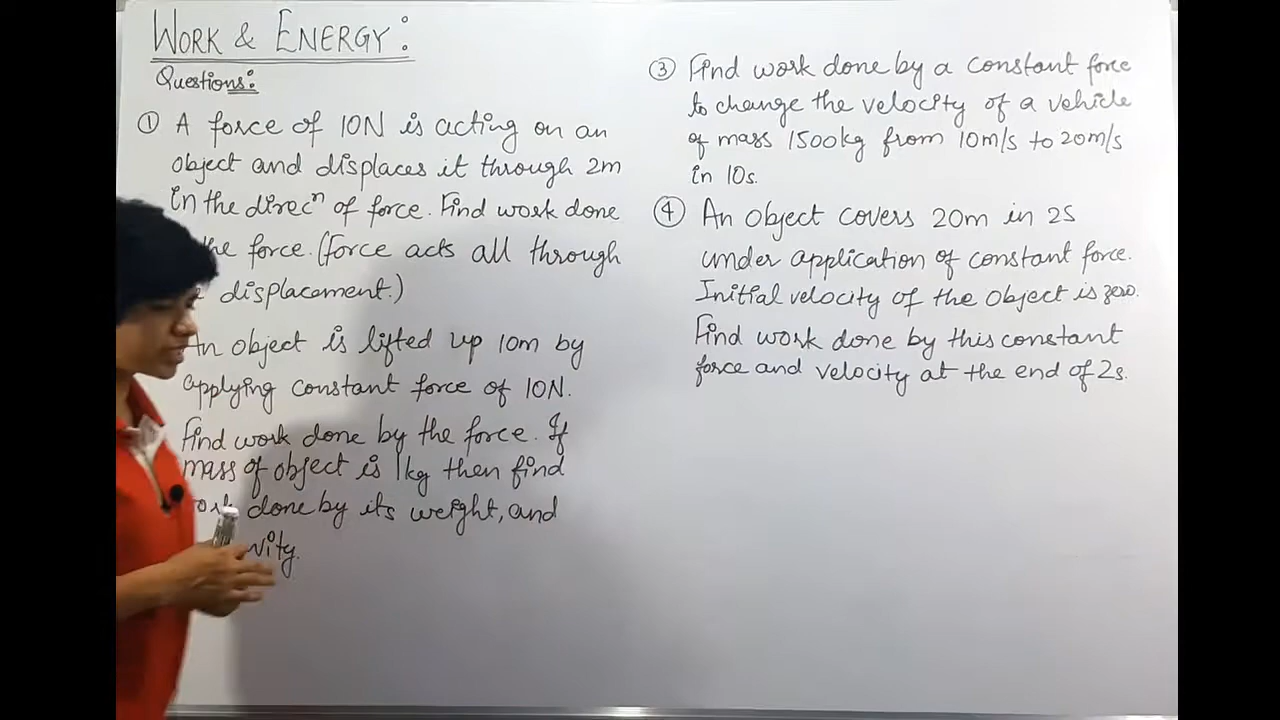 WORK & ENERGY:
Questions:
① A force of 10N is acting on an
object and displaces it through 2m
in the direcⁿ of force. Find work done
the force. (Force acts all through
displacement.)
An object is lifted up 10m by
applying constant force of 10N.
Find work done by the force. If
mass of object is 1kg then find
done by its weight, and
③ Find work done by a constant force
to change the velocity of a vehicle
of mass 1500kg from 10m/s to 20m/s
in 10s.
④ An object covers 20m in 2s
under application of constant force.
Initial velocity of the object is zero.
Find work done by this constant
force and velocity at the end of 2s.